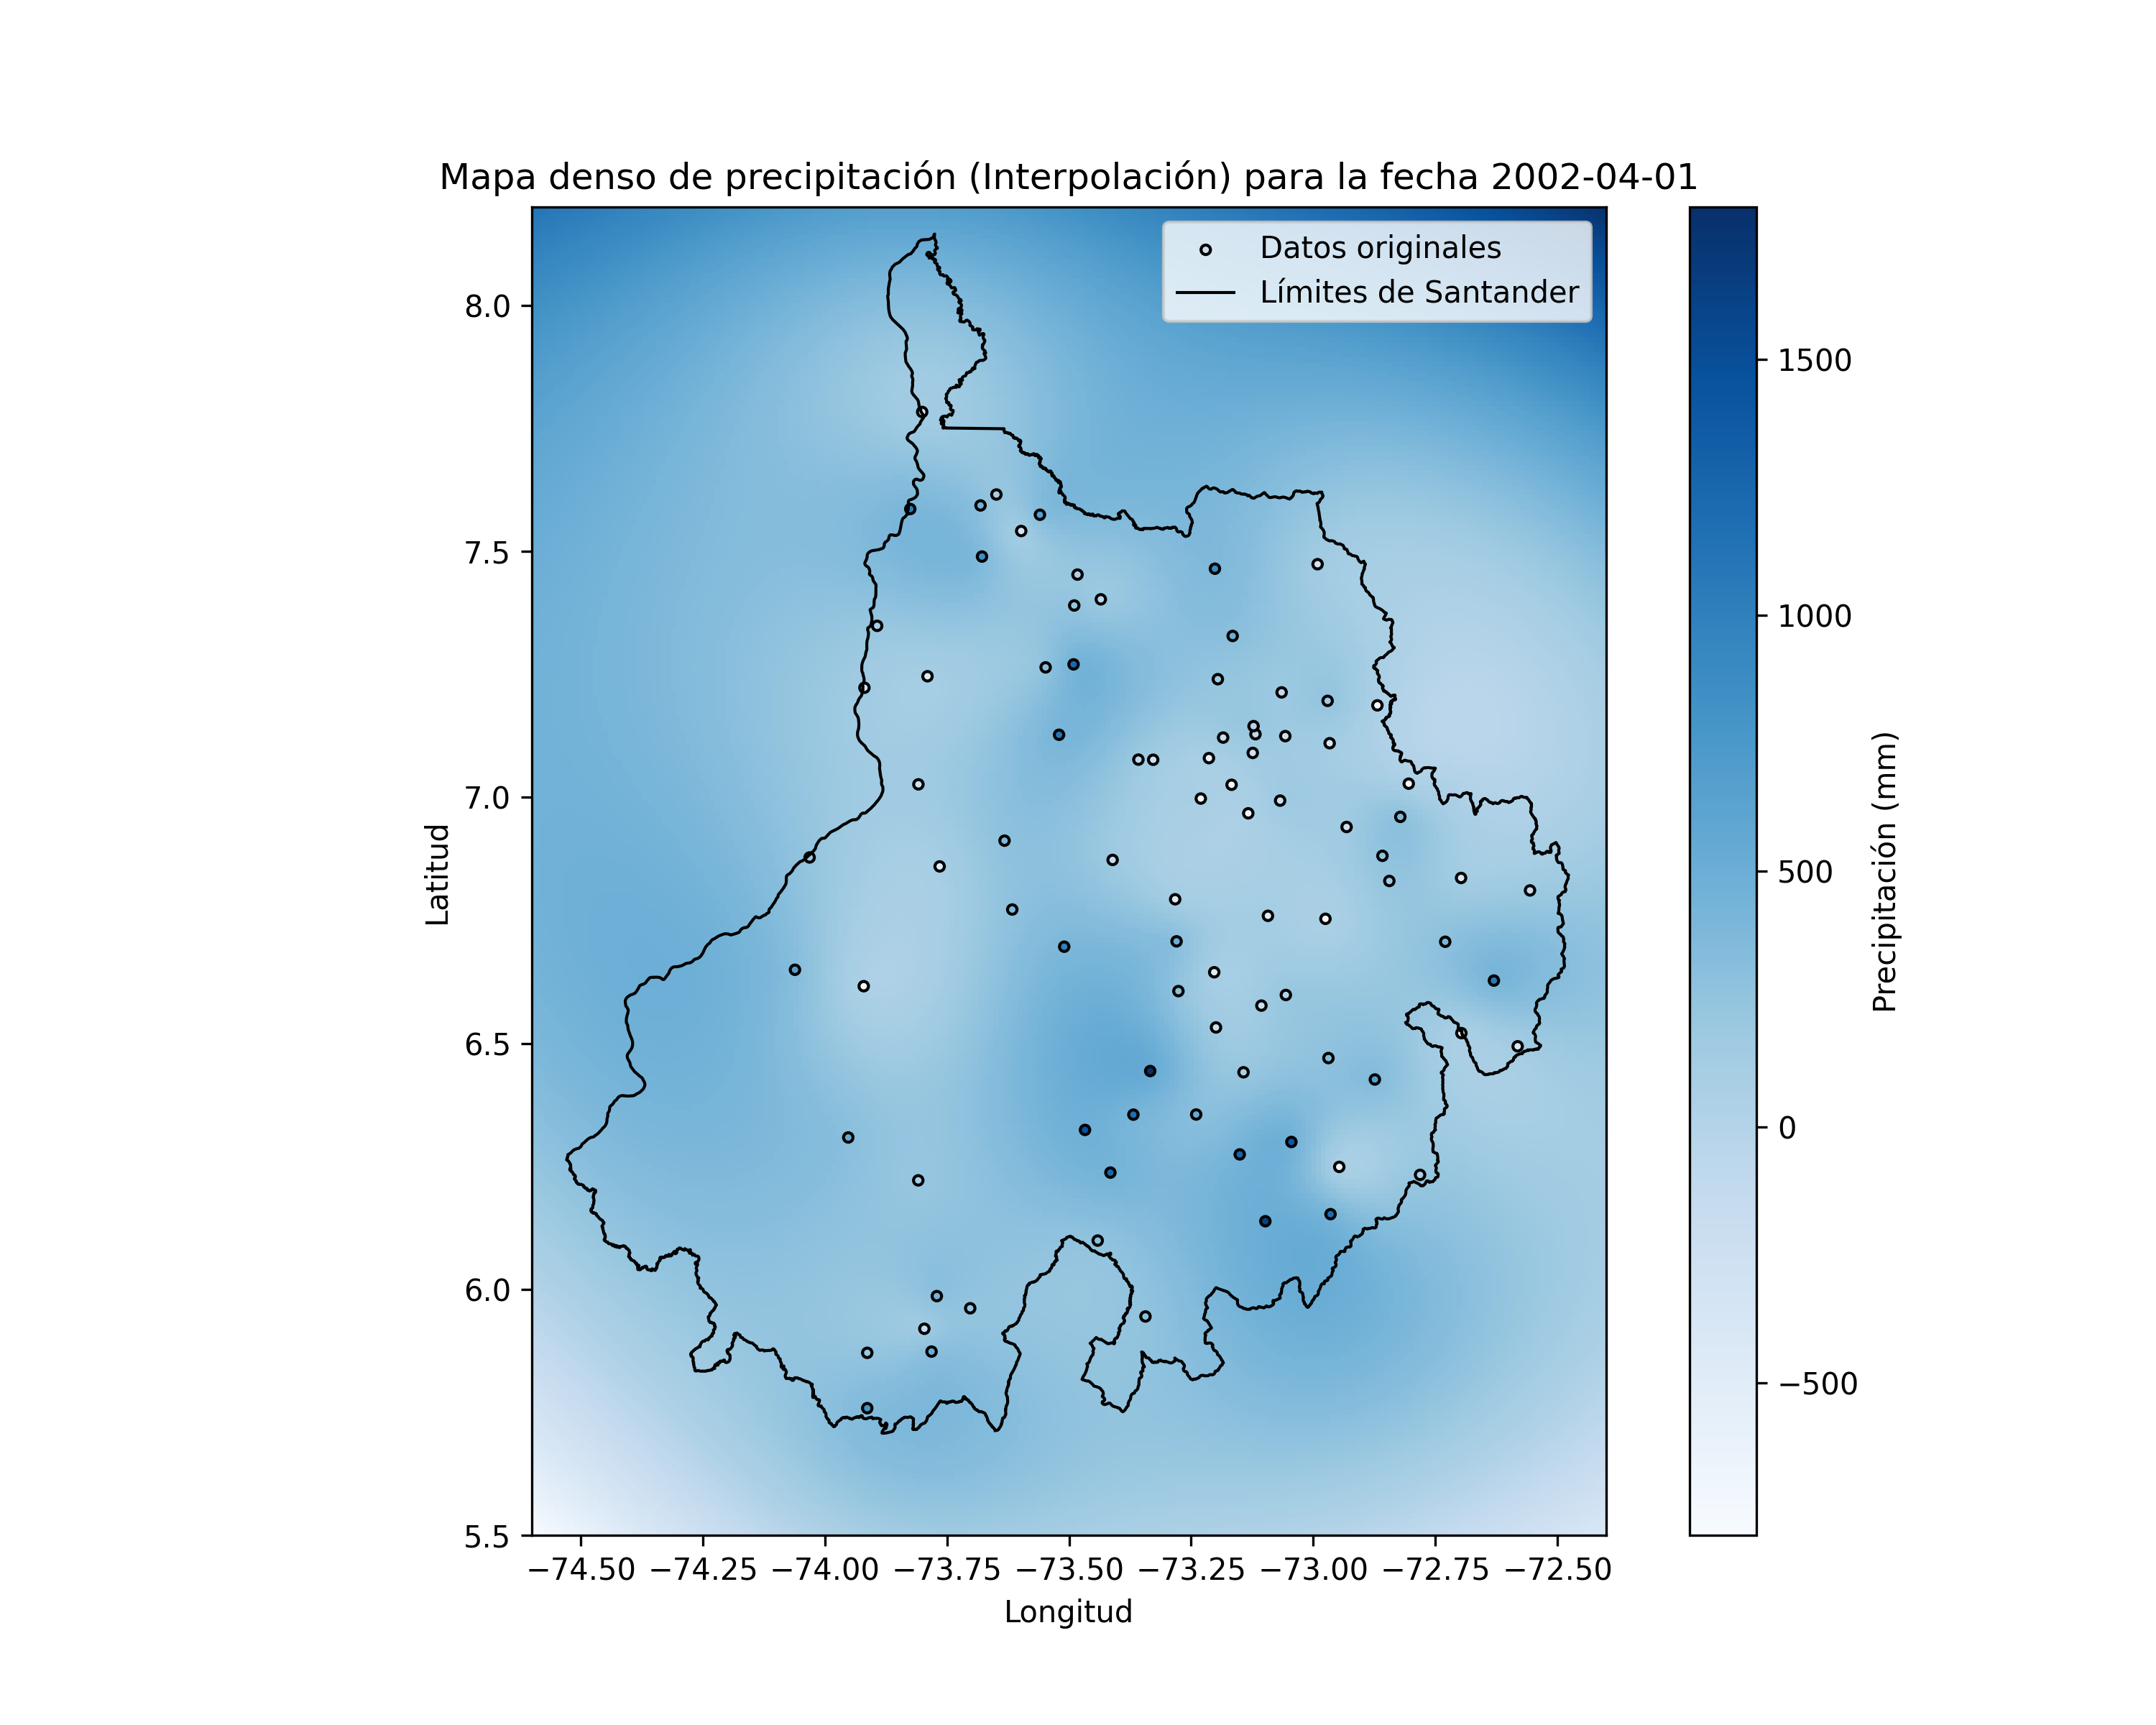 Mapa denso de precipitación (Interpolación) para la fecha 2002-04-01
Datos originales
Límites de Santander
8.0
7.5
7.0
6.5
6.0
5.5
Latitud
−74.50 −74.25 −74.00 −73.75 −73.50 −73.25 −73.00 −72.75 −72.50
Longitud
1500
1000
500
0
−500
Precipitación (mm)